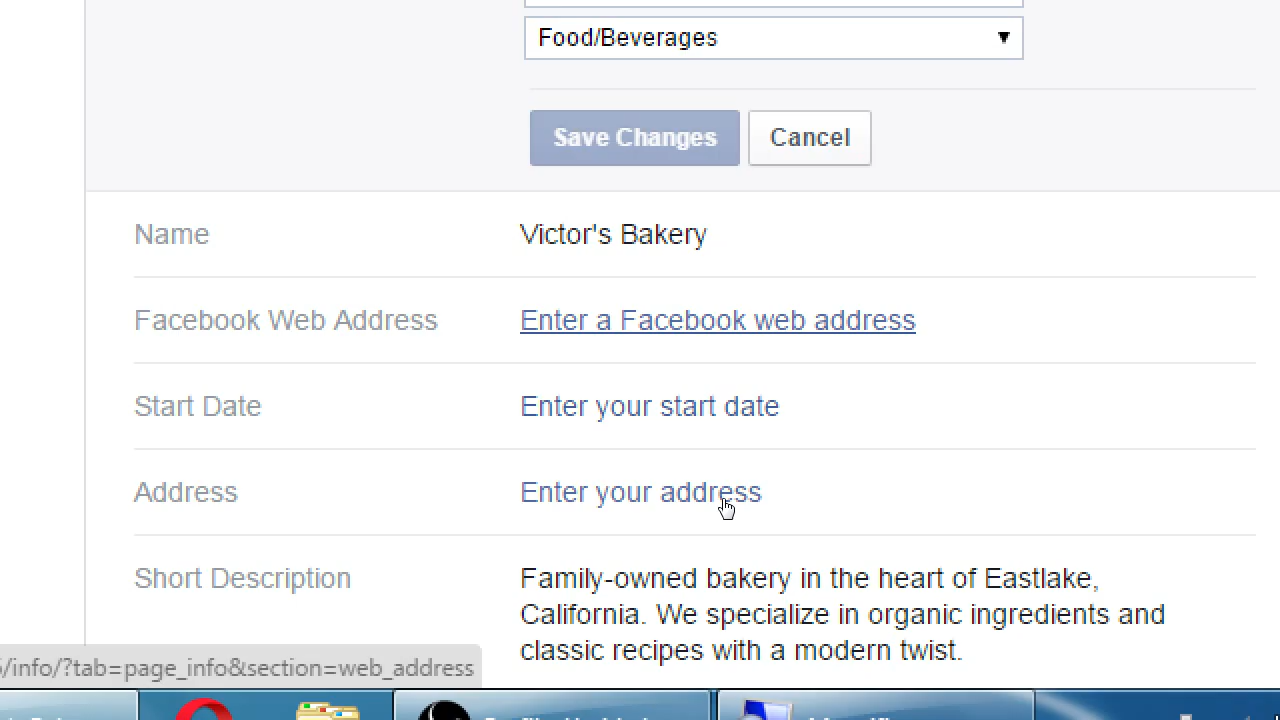 Food/Beverages
Save Changes Cancel
Name Victor's Bakery
Facebook Web Address Enter a Facebook web address
Start Date Enter your start date
Address Enter your address
Short Description Family-owned bakery in the heart of Eastlake,
California. We specialize in organic ingredients and
classic recipes with a modern twist.
/info/?tab=page_info&section=web_address